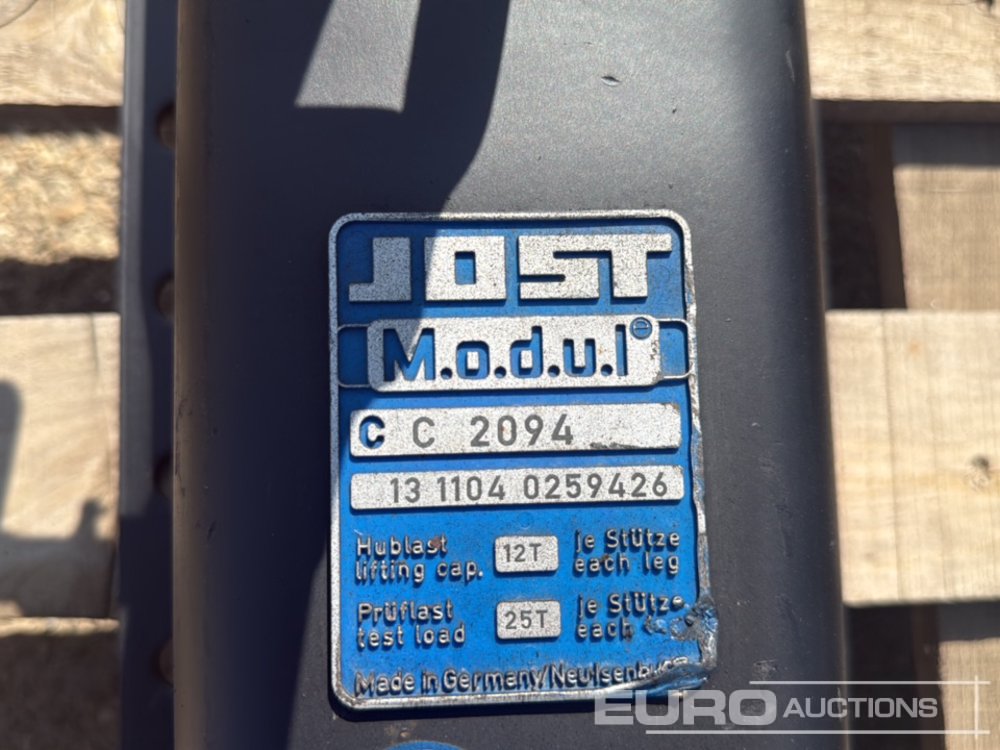 JOST
M.o.d.u.l
C C 2094
13 1104 0259426
Hublast 12T je Stütze
lifting cap. each leg
Prüflast 25T je Stütze
test load each
Made in Germany/Neu Isenburg
EURO AUCTIONS